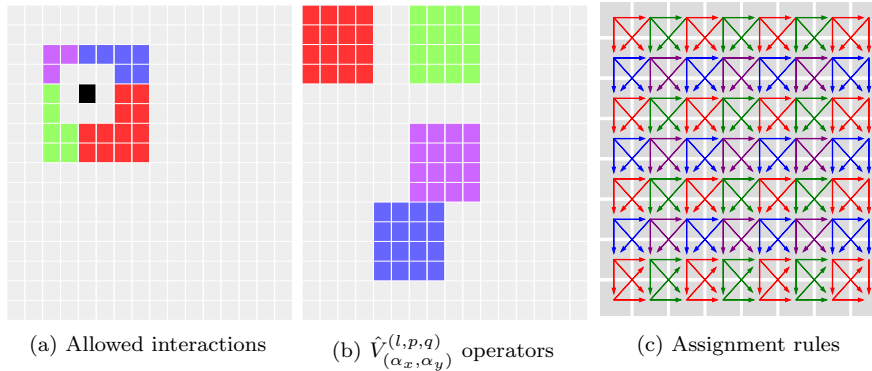 (a) Allowed interactions
(b) $\hat{V}^{(l,p,q)}_{(\alpha_x,\alpha_y)}$ operators
(c) Assignment rules